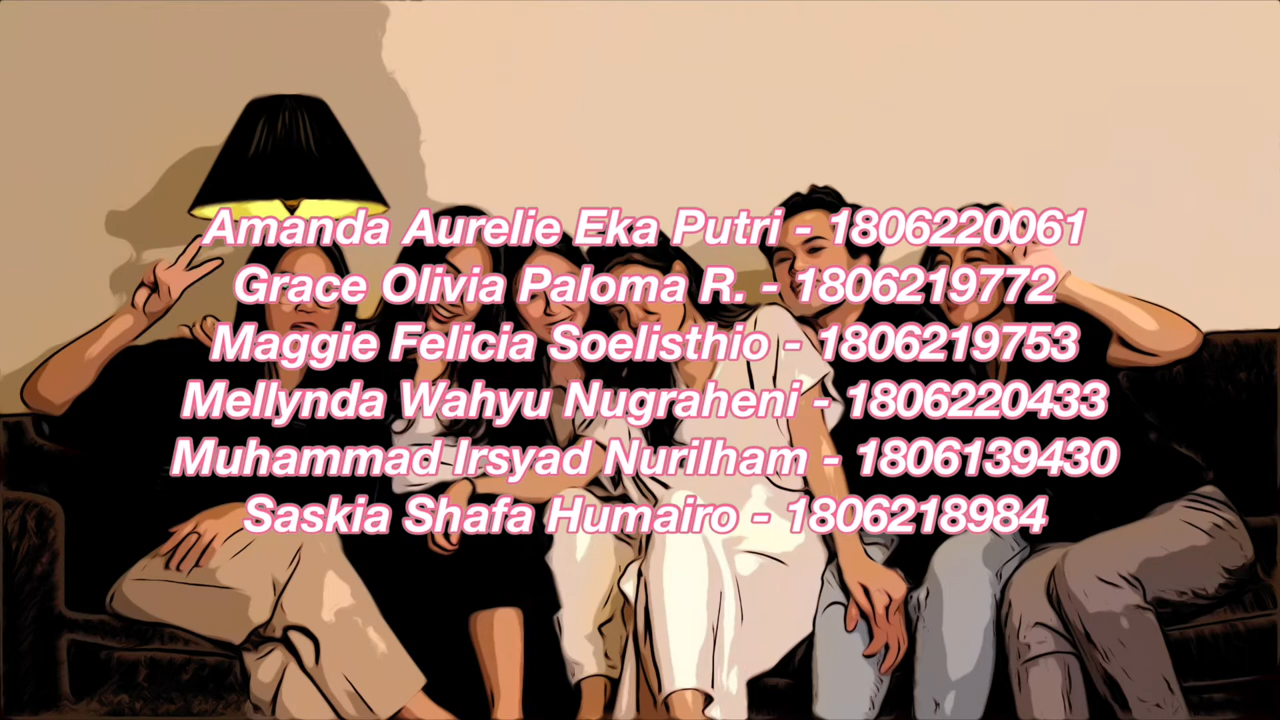 Amanda Aurelie Eka Putri - 1806220061
Grace Olivia Paloma R. - 1806219772
Maggie Felicia Soelisthio - 1806219753
Mellynda Wahyu Nugraheni - 1806220433
Muhammad Irsyad Nurilham - 1806139430
Saskia Shafa Humairo - 1806218984